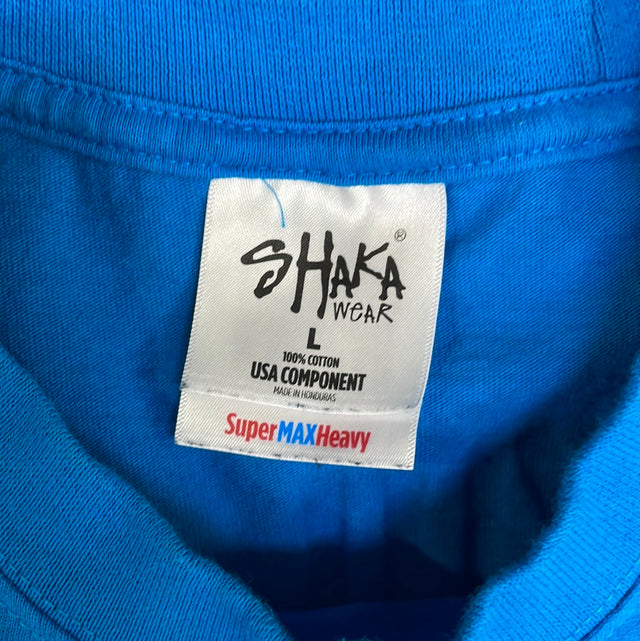 SHAKA ®
WEAR
L
100% COTTON
USA COMPONENT
MADE IN HONDURAS
SuperMAXHeavy